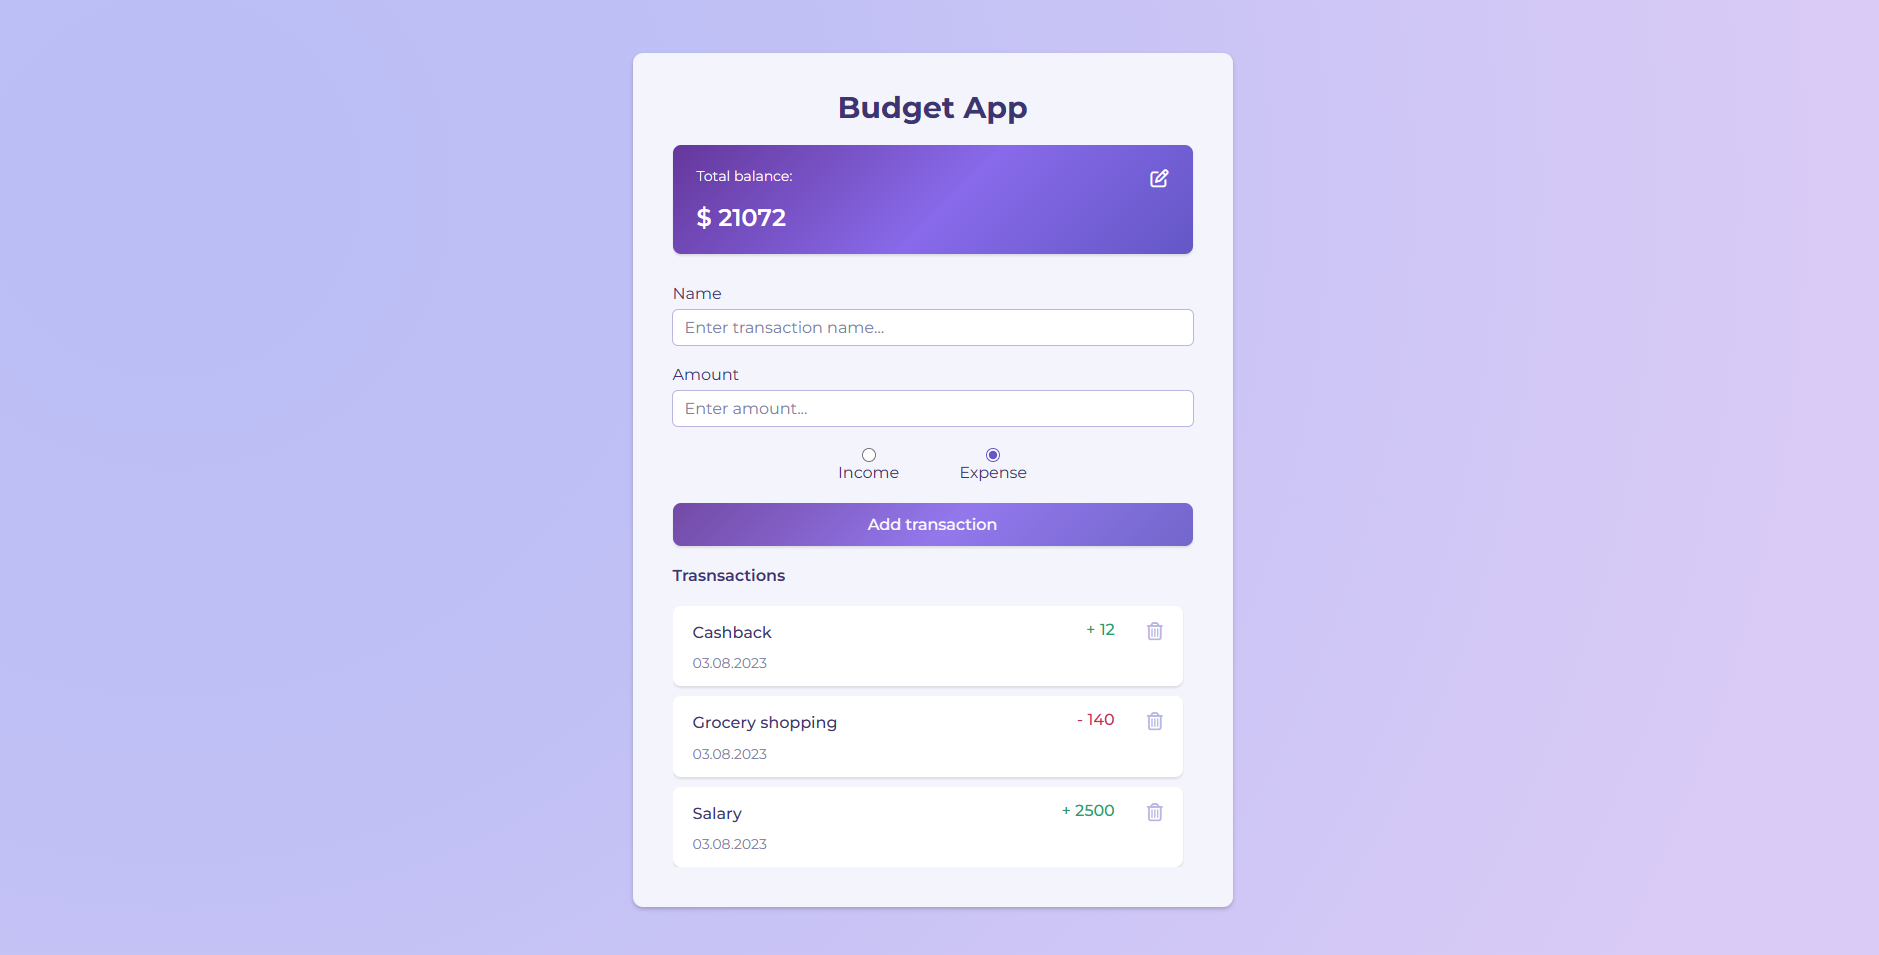 Budget App
Total balance:
$ 21072
Name
Enter transaction name...
Amount
Enter amount...
Income Expense
Add transaction
Trasnsactions
Cashback + 12
03.08.2023
Grocery shopping - 140
03.08.2023
Salary + 2500
03.08.2023